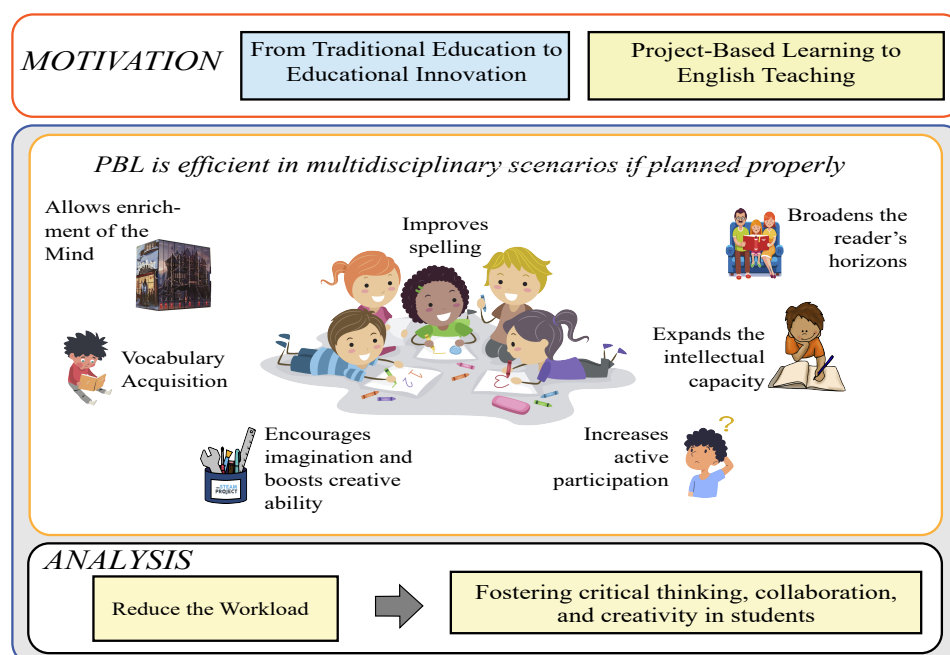 MOTIVATION
From Traditional Education to
Educational Innovation
Project-Based Learning to
English Teaching
PBL is efficient in multidisciplinary scenarios if planned properly
Allows enrich-
ment of the
Mind
Improves
spelling
Broadens the
reader's
horizons
Vocabulary
Acquisition
Expands the
intellectual
capacity
Encourages
imagination and
boosts creative
ability
STEAM
PROJECT
Increases
active
participation
?
ANALYSIS
Reduce the Workload
Fostering critical thinking, collaboration,
and creativity in students